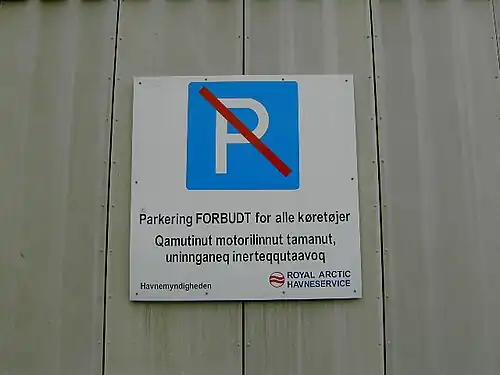 P
Parkering FORBUDT for alle køretøjer
Qamutinut motorilinnut tamanut,
uninnganeq inerteqqutaavoq
Havnemyndigheden
ROYAL ARCTIC
HAVNESERVICE